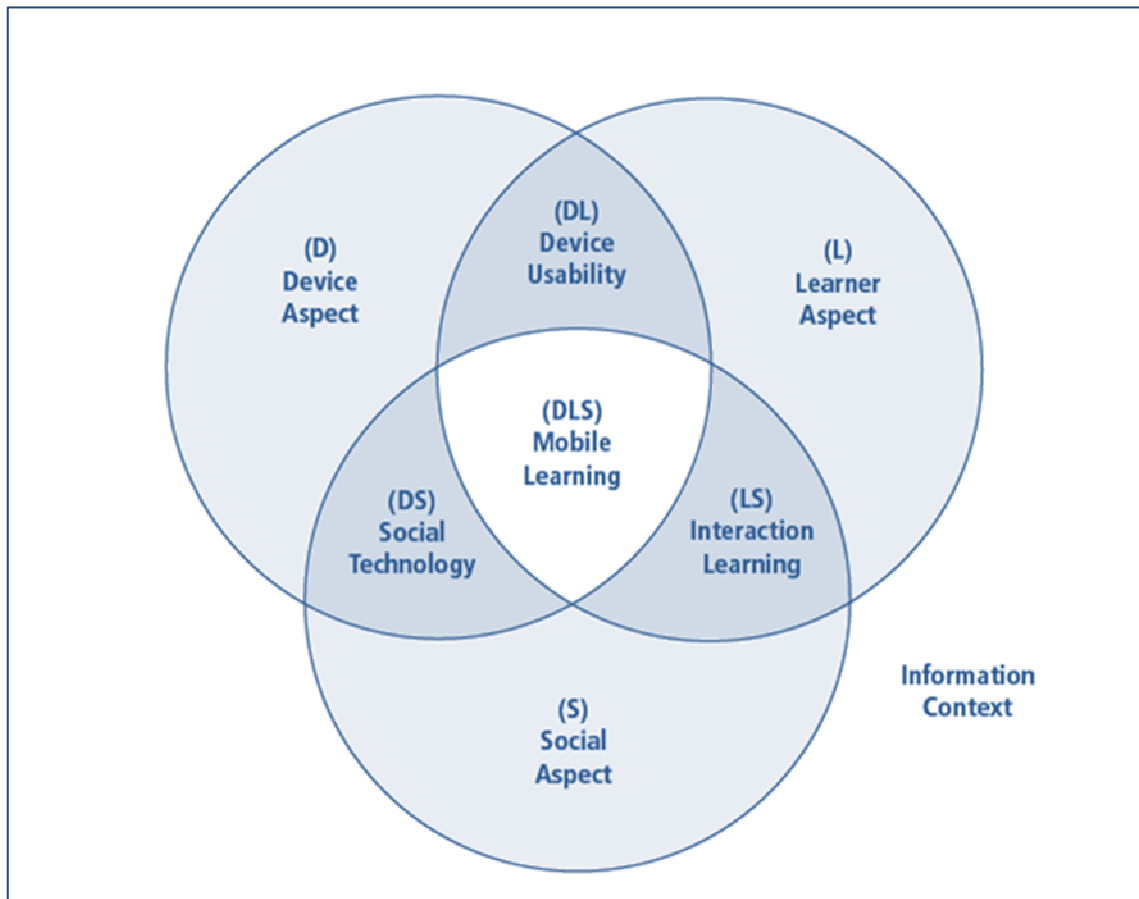 (D)
Device
Aspect
(DL)
Device
Usability
(L)
Learner
Aspect
(DLS)
Mobile
Learning
(DS)
Social
Technology
(LS)
Interaction
Learning
(S)
Social
Aspect
Information
Context